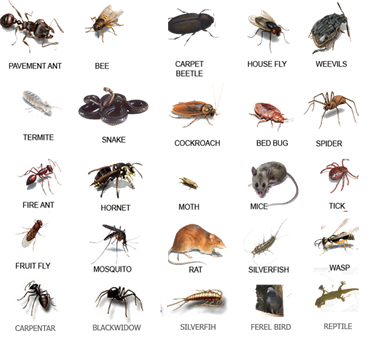 PAVEMENT ANT
BEE
CARPET
BEETLE
HOUSE FLY
WEEVILS
TERMITE
SNAKE
COCKROACH
BED BUG
SPIDER
FIRE ANT
HORNET
MOTH
MICE
TICK
FRUIT FLY
MOSQUITO
RAT
SILVERFISH
WASP
CARPENTAR
BLACKWIDOW
SILVERFIH
FEREL BIRD
REPTILE